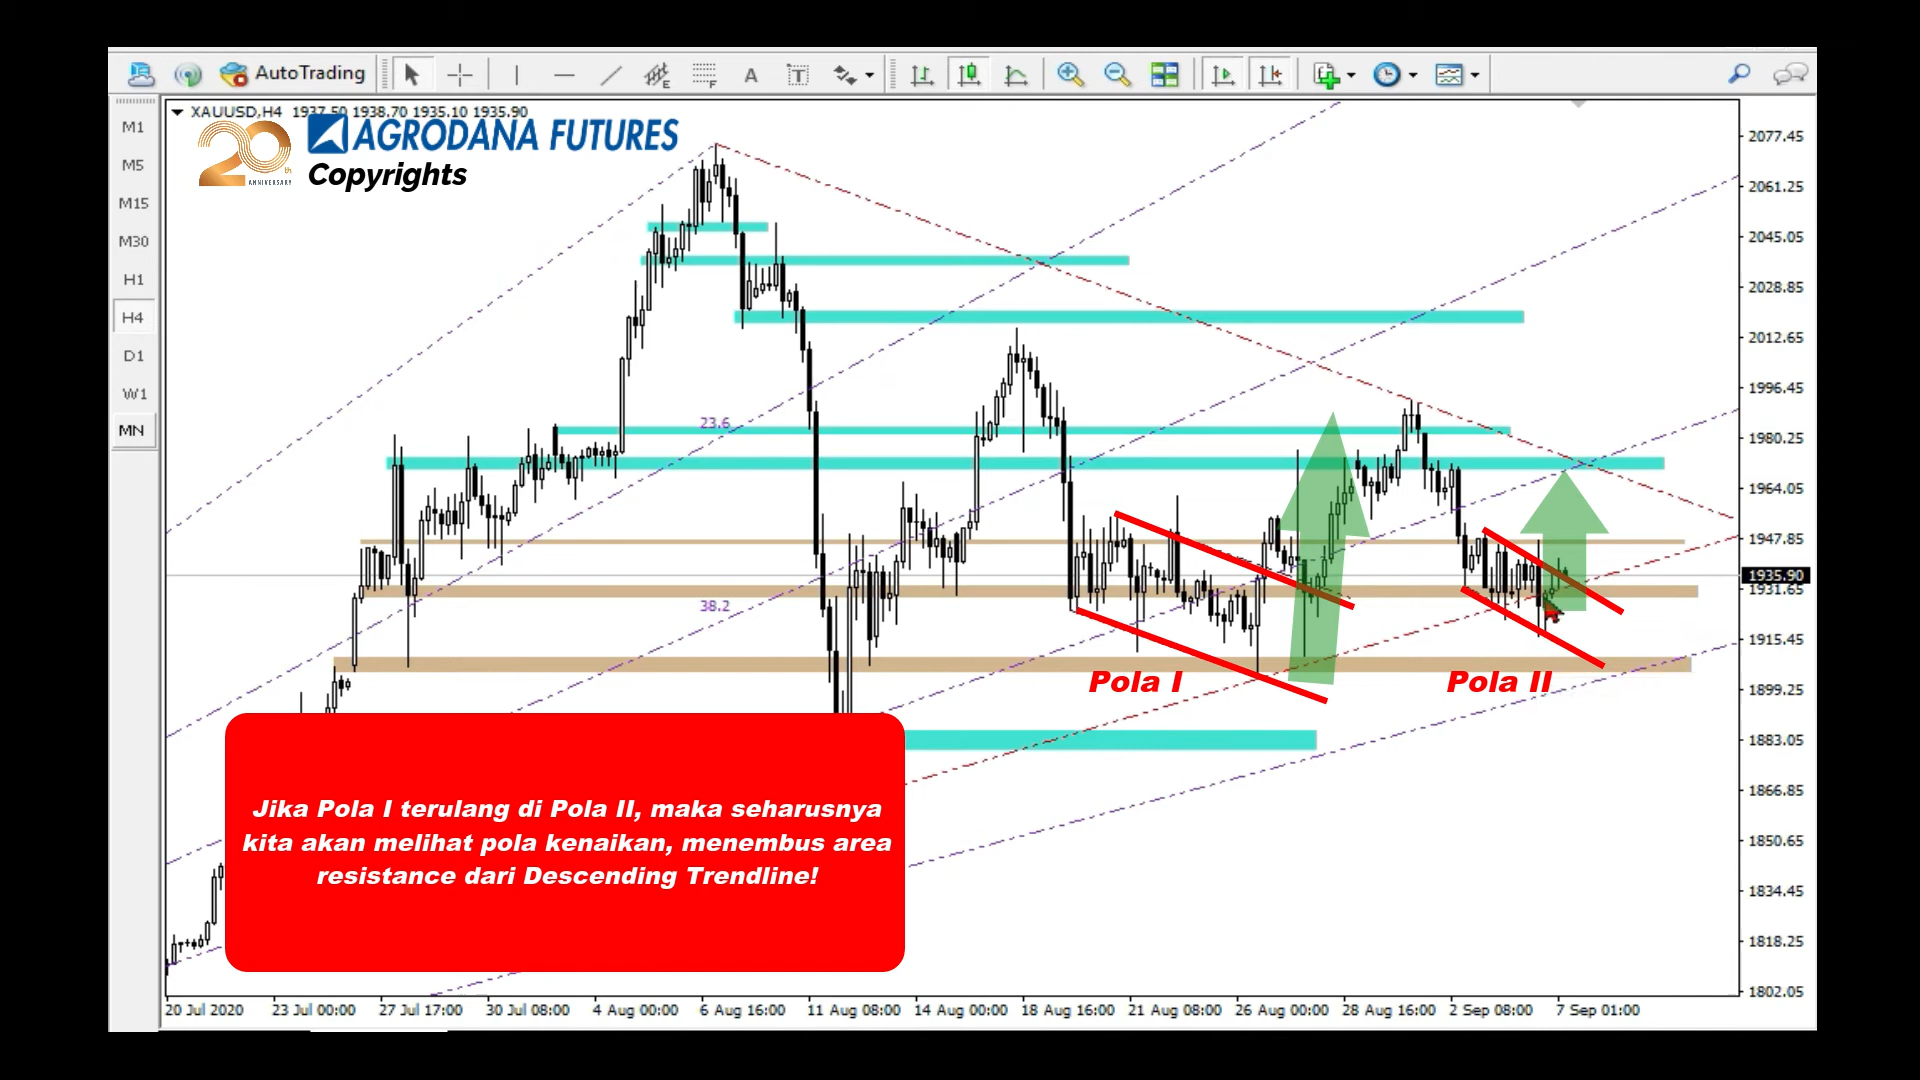 AutoTrading
E
F
A
T
M1
M5
M15
M30
H1
H4
D1
W1
MN
XAUUSD,H4 1937.50 1938.70 1935.10 1935.90
20th
ANNIVERSARY
AGRODANA FUTURES
Copyrights
23.6
38.2
Pola I
Pola II
Jika Pola I terulang di Pola II, maka seharusnya
kita akan melihat pola kenaikan, menembus area
resistance dari Descending Trendline!
2077.45
2061.25
2045.05
2028.85
2012.65
1996.45
1980.25
1964.05
1947.85
1935.90
1931.65
1915.45
1899.25
1883.05
1866.85
1850.65
1834.45
1818.25
1802.05
20 Jul 2020 23 Jul 00:00 27 Jul 17:00 30 Jul 08:00 4 Aug 00:00 6 Aug 16:00 11 Aug 08:00 14 Aug 00:00 18 Aug 16:00 21 Aug 08:00 26 Aug 00:00 28 Aug 16:00 2 Sep 08:00 7 Sep 01:00